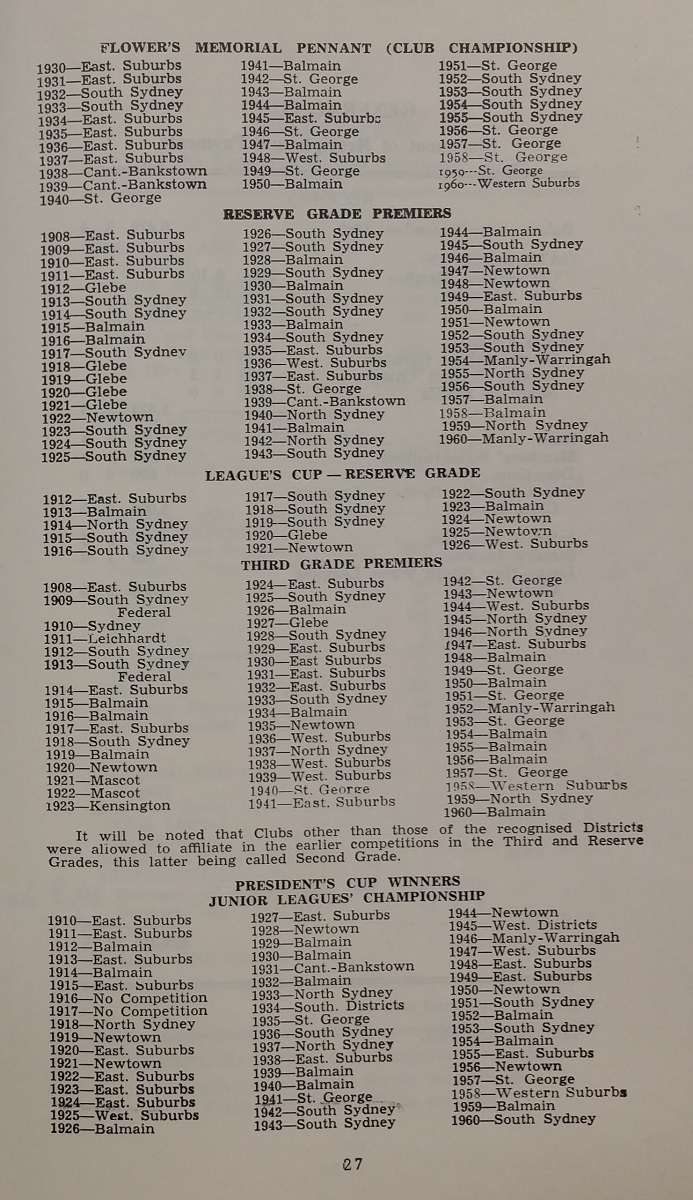 FLOWER'S MEMORIAL PENNANT (CLUB CHAMPIONSHIP)
1930—East. Suburbs
1931—East. Suburbs
1932—South Sydney
1933—South Sydney
1934—East. Suburbs
1935—East. Suburbs
1936—East. Suburbs
1937—East. Suburbs
1938—Cant.-Bankstown
1939—Cant.-Bankstown
1940—St. George
1941—Balmain
1942—St. George
1943—Balmain
1944—Balmain
1945—East. Suburbs
1946—St. George
1947—Balmain
1948—West. Suburbs
1949—St. George
1950—Balmain
1951—St. George
1952—South Sydney
1953—South Sydney
1954—South Sydney
1955—South Sydney
1956—St. George
1957—St. George
1958—St. George
1959---St. George
1960---Western Suburbs
RESERVE GRADE PREMIERS
1908—East. Suburbs
1909—East. Suburbs
1910—East. Suburbs
1911—East. Suburbs
1912—Glebe
1913—South Sydney
1914—South Sydney
1915—Balmain
1916—Balmain
1917—South Sydney
1918—Glebe
1919—Glebe
1920—Glebe
1921—Glebe
1922—Newtown
1923—South Sydney
1924—South Sydney
1925—South Sydney
1926—South Sydney
1927—South Sydney
1928—Balmain
1929—South Sydney
1930—Balmain
1931—South Sydney
1932—South Sydney
1933—Balmain
1934—South Sydney
1935—East. Suburbs
1936—West. Suburbs
1937—East. Suburbs
1938—St. George
1939—Cant.-Bankstown
1940—North Sydney
1941—Balmain
1942—North Sydney
1943—South Sydney
1944—Balmain
1945—South Sydney
1946—Balmain
1947—Newtown
1948—Newtown
1949—East. Suburbs
1950—Balmain
1951—Newtown
1952—South Sydney
1953—South Sydney
1954—Manly-Warringah
1955—North Sydney
1956—South Sydney
1957—Balmain
1958—Balmain
1959—North Sydney
1960—Manly-Warringah
LEAGUE'S CUP — RESERVE GRADE
1912—East. Suburbs
1913—Balmain
1914—North Sydney
1915—South Sydney
1916—South Sydney
1917—South Sydney
1918—South Sydney
1919—South Sydney
1920—Glebe
1921—Newtown
1922—South Sydney
1923—Balmain
1924—Newtown
1925—Newtown
1926—West. Suburbs
THIRD GRADE PREMIERS
1908—East. Suburbs
1909—South Sydney
Federal
1910—Sydney
1911—Leichhardt
1912—South Sydney
1913—South Sydney
Federal
1914—East. Suburbs
1915—Balmain
1916—Balmain
1917—East. Suburbs
1918—South Sydney
1919—Balmain
1920—Newtown
1921—Mascot
1922—Mascot
1923—Kensington
1924—East. Suburbs
1925—South Sydney
1926—Balmain
1927—Glebe
1928—South Sydney
1929—East. Suburbs
1930—East. Suburbs
1931—East. Suburbs
1932—East. Suburbs
1933—South Sydney
1934—Balmain
1935—Newtown
1936—West. Suburbs
1937—North Sydney
1938—West. Suburbs
1939—West. Suburbs
1940—St. George
1941—East. Suburbs
1942—St. George
1943—Newtown
1944—West. Suburbs
1945—North Sydney
1946—North Sydney
1947—East. Suburbs
1948—Balmain
1949—St. George
1950—Balmain
1951—St. George
1952—Manly-Warringah
1953—St. George
1954—Balmain
1955—Balmain
1956—Balmain
1957—St. George
1958—Western Suburbs
1959—North Sydney
1960—Balmain
It will be noted that Clubs other than those of the recognised Districts
were allowed to affiliate in the earlier competitions in the Third and Reserve
Grades, this latter being called Second Grade.
PRESIDENT'S CUP WINNERS
JUNIOR LEAGUES' CHAMPIONSHIP
1910—East. Suburbs
1911—East. Suburbs
1912—Balmain
1913—East. Suburbs
1914—Balmain
1915—East. Suburbs
1916—No Competition
1917—No Competition
1918—North Sydney
1919—Newtown
1920—East. Suburbs
1921—Newtown
1922—East. Suburbs
1923—East. Suburbs
1924—East. Suburbs
1925—West. Suburbs
1926—Balmain
1927—East. Suburbs
1928—Newtown
1929—Balmain
1930—Balmain
1931—Cant.-Bankstown
1932—Balmain
1933—North Sydney
1934—South. Districts
1935—St. George
1936—South Sydney
1937—North Sydney
1938—East. Suburbs
1939—Balmain
1940—Balmain
1941—St. George
1942—South Sydney
1943—South Sydney
1944—Newtown
1945—West. Districts
1946—Manly-Warringah
1947—West. Suburbs
1948—East. Suburbs
1949—East. Suburbs
1950—Newtown
1951—South Sydney
1952—Balmain
1953—South Sydney
1954—Balmain
1955—East. Suburbs
1956—Newtown
1957—St. George
1958—Western Suburbs
1959—Balmain
1960—South Sydney
27